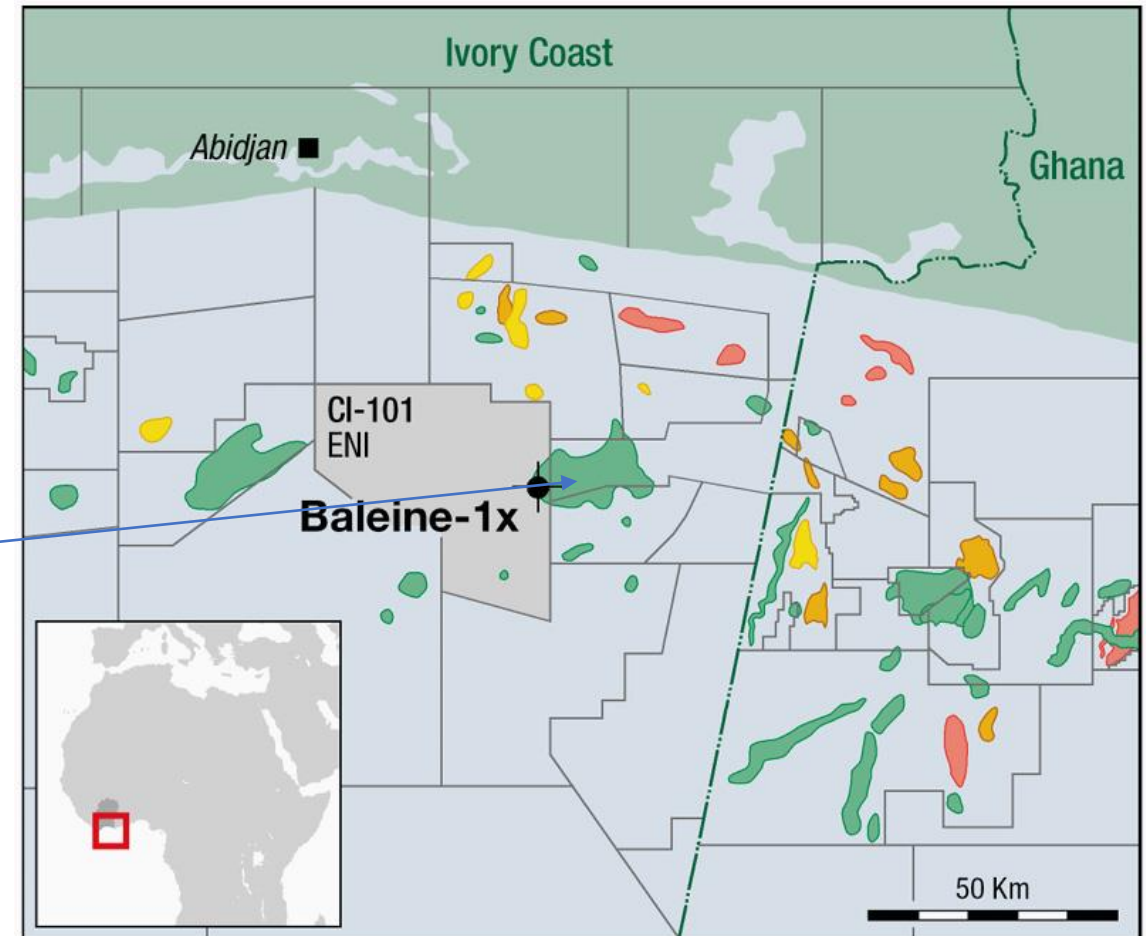 Ivory Coast
Abidjan
Ghana
CI-101
ENI
Baleine-1x
50 Km